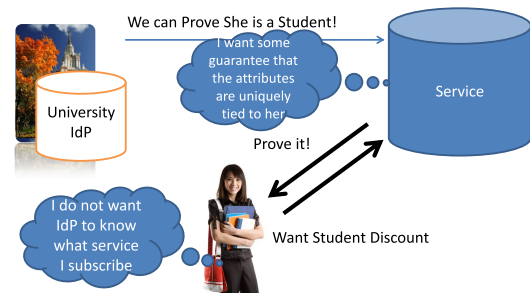 We can Prove She is a Student!
I want some
guarantee that
the attributes
are uniquely
tied to her
University
IdP
Service
Prove it!
I do not want
IdP to know
what service
I subscribe
Want Student Discount